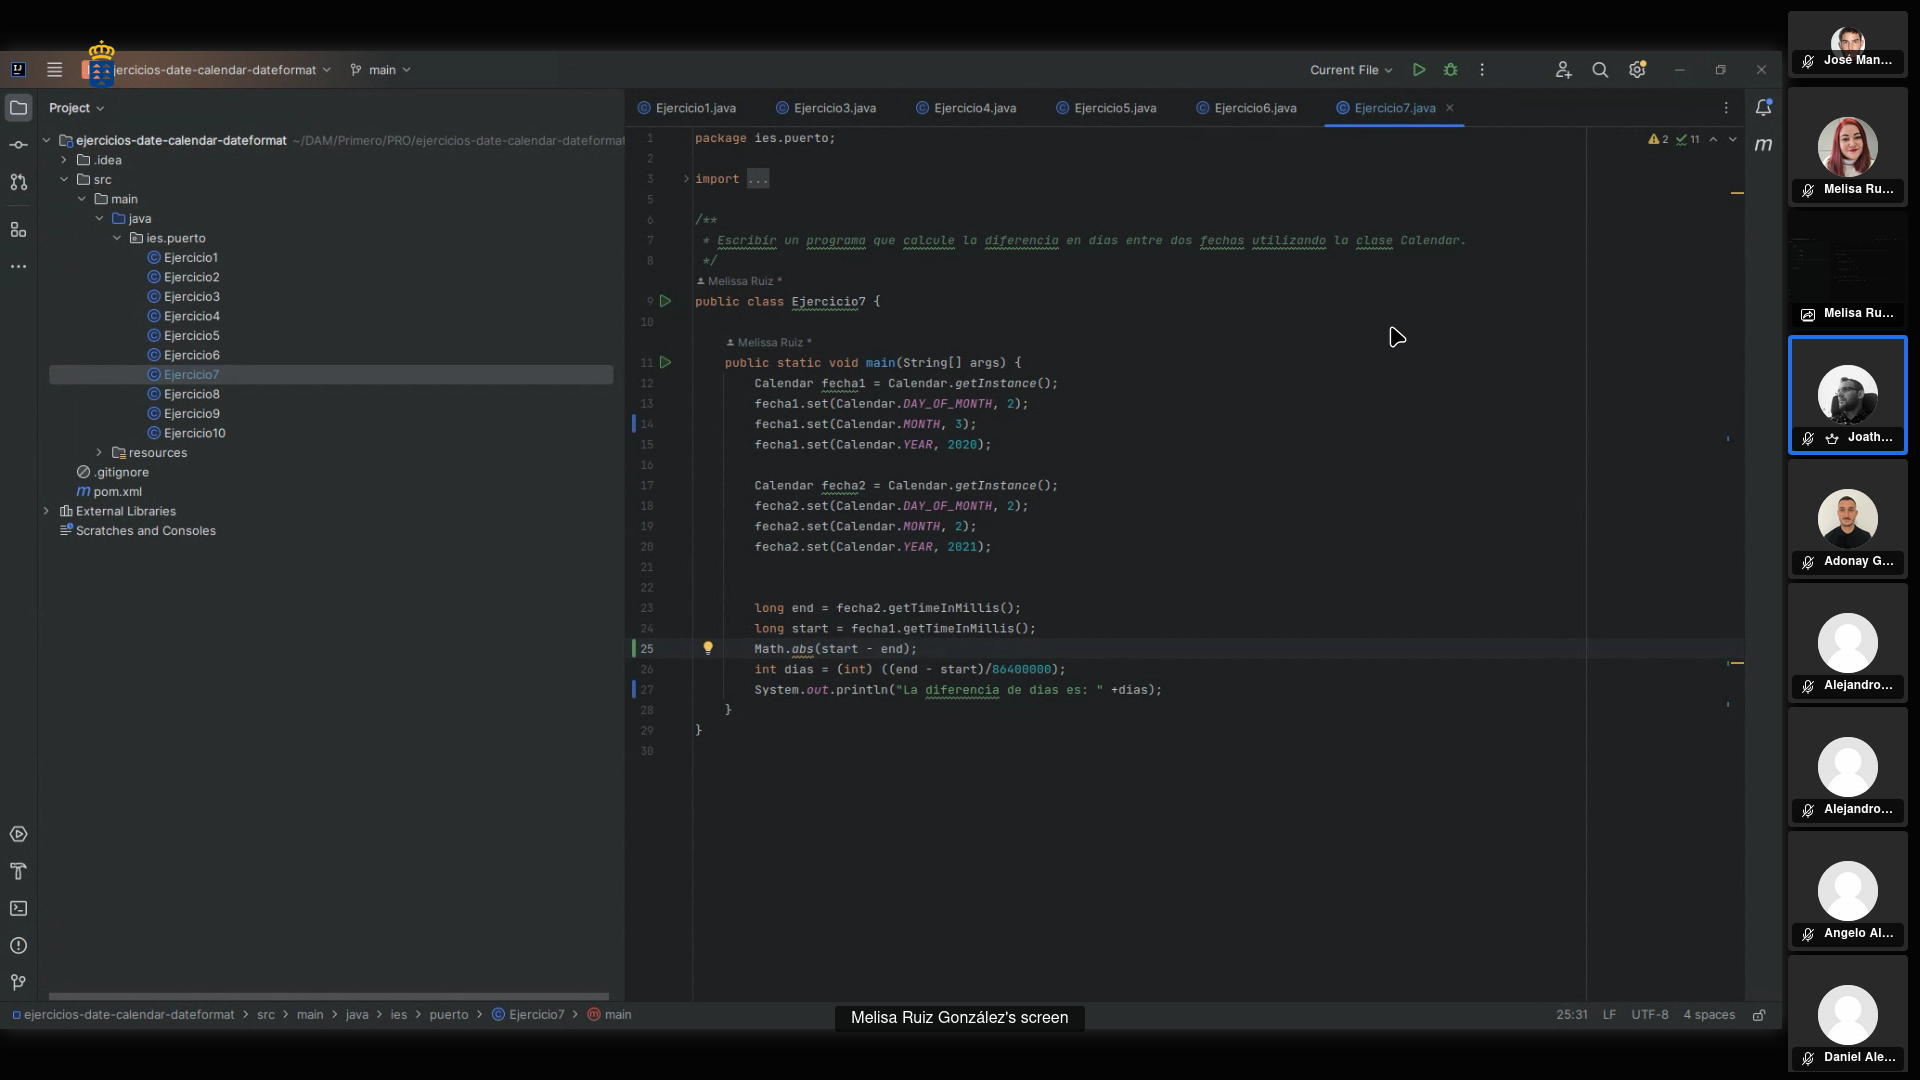 jercicios-date-calendar-dateformat
main
Current File
Project
Ejercicio1.java
Ejercicio3.java
Ejercicio4.java
Ejercicio5.java
Ejercicio6.java
Ejercicio7.java
ejercicios-date-calendar-dateformat ~/DAM/Primero/PRO/ejercicios-date-calendar-dateformat
.idea
src
main
java
ies.puerto
Ejercicio1
Ejercicio2
Ejercicio3
Ejercicio4
Ejercicio5
Ejercicio6
Ejercicio7
Ejercicio8
Ejercicio9
Ejercicio10
resources
.gitignore
m pom.xml
External Libraries
Scratches and Consoles
2 11
1 package ies.puerto;
2
3 import ...
5
6 /**
7 * Escribir un programa que calcule la diferencia en días entre dos fechas utilizando la clase Calendar.
8 */
Melissa Ruiz *
9 public class Ejercicio7 {
10
Melissa Ruiz *
11 public static void main(String[] args) {
12 Calendar fecha1 = Calendar.getInstance();
13 fecha1.set(Calendar.DAY_OF_MONTH, 2);
14 fecha1.set(Calendar.MONTH, 3);
15 fecha1.set(Calendar.YEAR, 2020);
16
17 Calendar fecha2 = Calendar.getInstance();
18 fecha2.set(Calendar.DAY_OF_MONTH, 2);
19 fecha2.set(Calendar.MONTH, 2);
20 fecha2.set(Calendar.YEAR, 2021);
21
22
23 long end = fecha2.getTimeInMillis();
24 long start = fecha1.getTimeInMillis();
25 Math.abs(start - end);
26 int dias = (int) ((end - start)/86400000);
27 System.out.println("La diferencia de dias es: " +dias);
28 }
29 }
30
m
ejercicios-date-calendar-dateformat > src > main > java > ies > puerto > Ejercicio7 > main
25:31 LF UTF-8 4 spaces
Melisa Ruiz González's screen
José Man...
Melisa Ru...
Melisa Ru...
Joath...
Adonay G...
Alejandro...
Alejandro...
Angelo Al...
Daniel Ale...